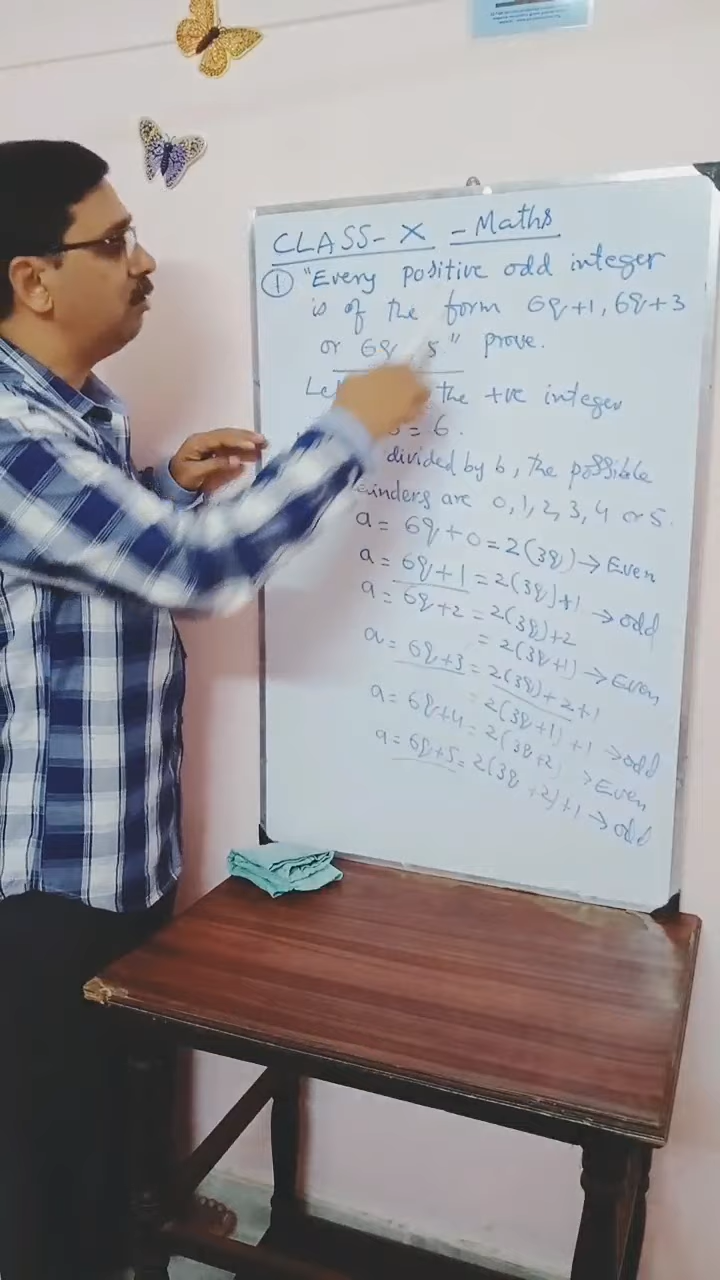 CLASS - X - Maths
① "Every positive odd integer
is of the form 6q+1, 6q+3
or 6q 5" prove.
Let the +ve integer
= 6.
divided by 6, the possible
ainders are 0, 1, 2, 3, 4 or 5.
a = 6q + 0 = 2(3q) → Even
a = 6q + 1 = 2(3q)+1 → odd
a = 6q + 2 = 2(3q)+2
= 2(3q+1) → Even
a = 6q+3 = 2(3q)+2+1
= 2(3q+1)+1 → odd
a = 6q+4 = 2(3q+2) → Even
a = 6q+5 = 2(3q+2)+1 → odd